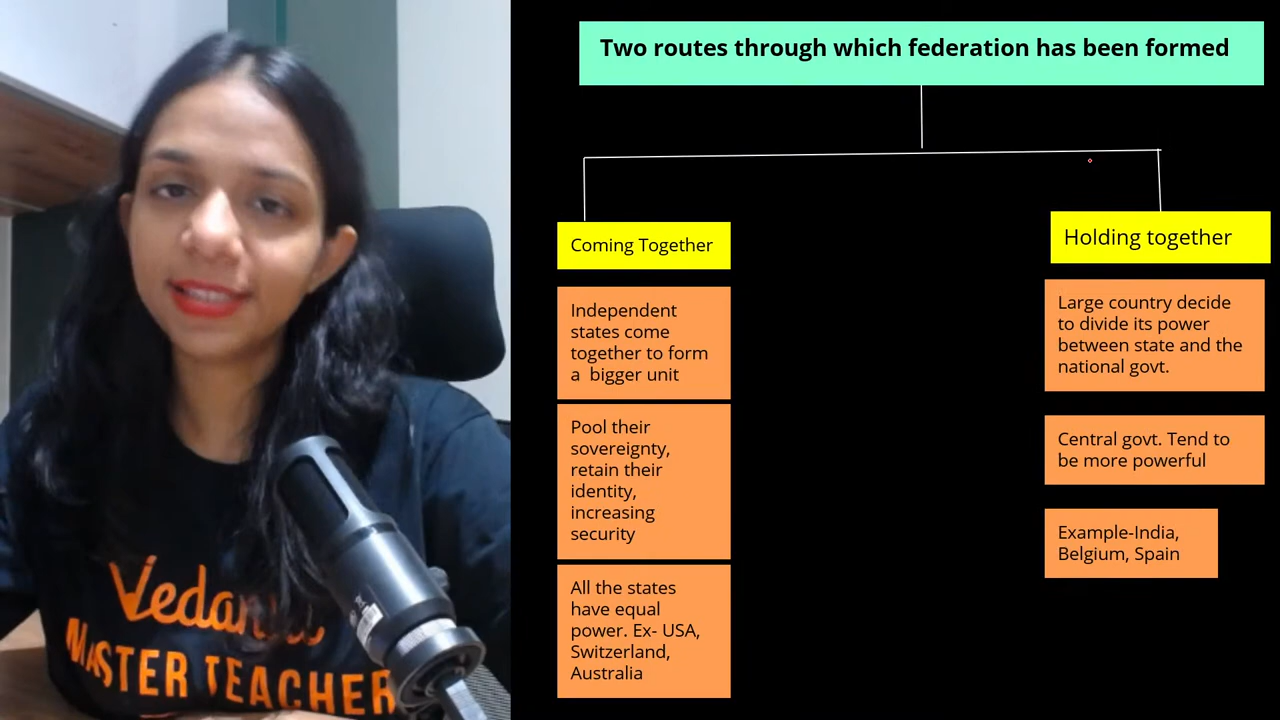 Two routes through which federation has been formed
Coming Together
Independent
states come
together to form
a bigger unit
Pool their
sovereignty,
retain their
identity,
increasing
security
All the states
have equal
power. Ex- USA,
Switzerland,
Australia
Holding together
Large country decide
to divide its power
between state and the
national govt.
Central govt. Tend to
be more powerful
Example-India,
Belgium, Spain
MASTER TEACHER